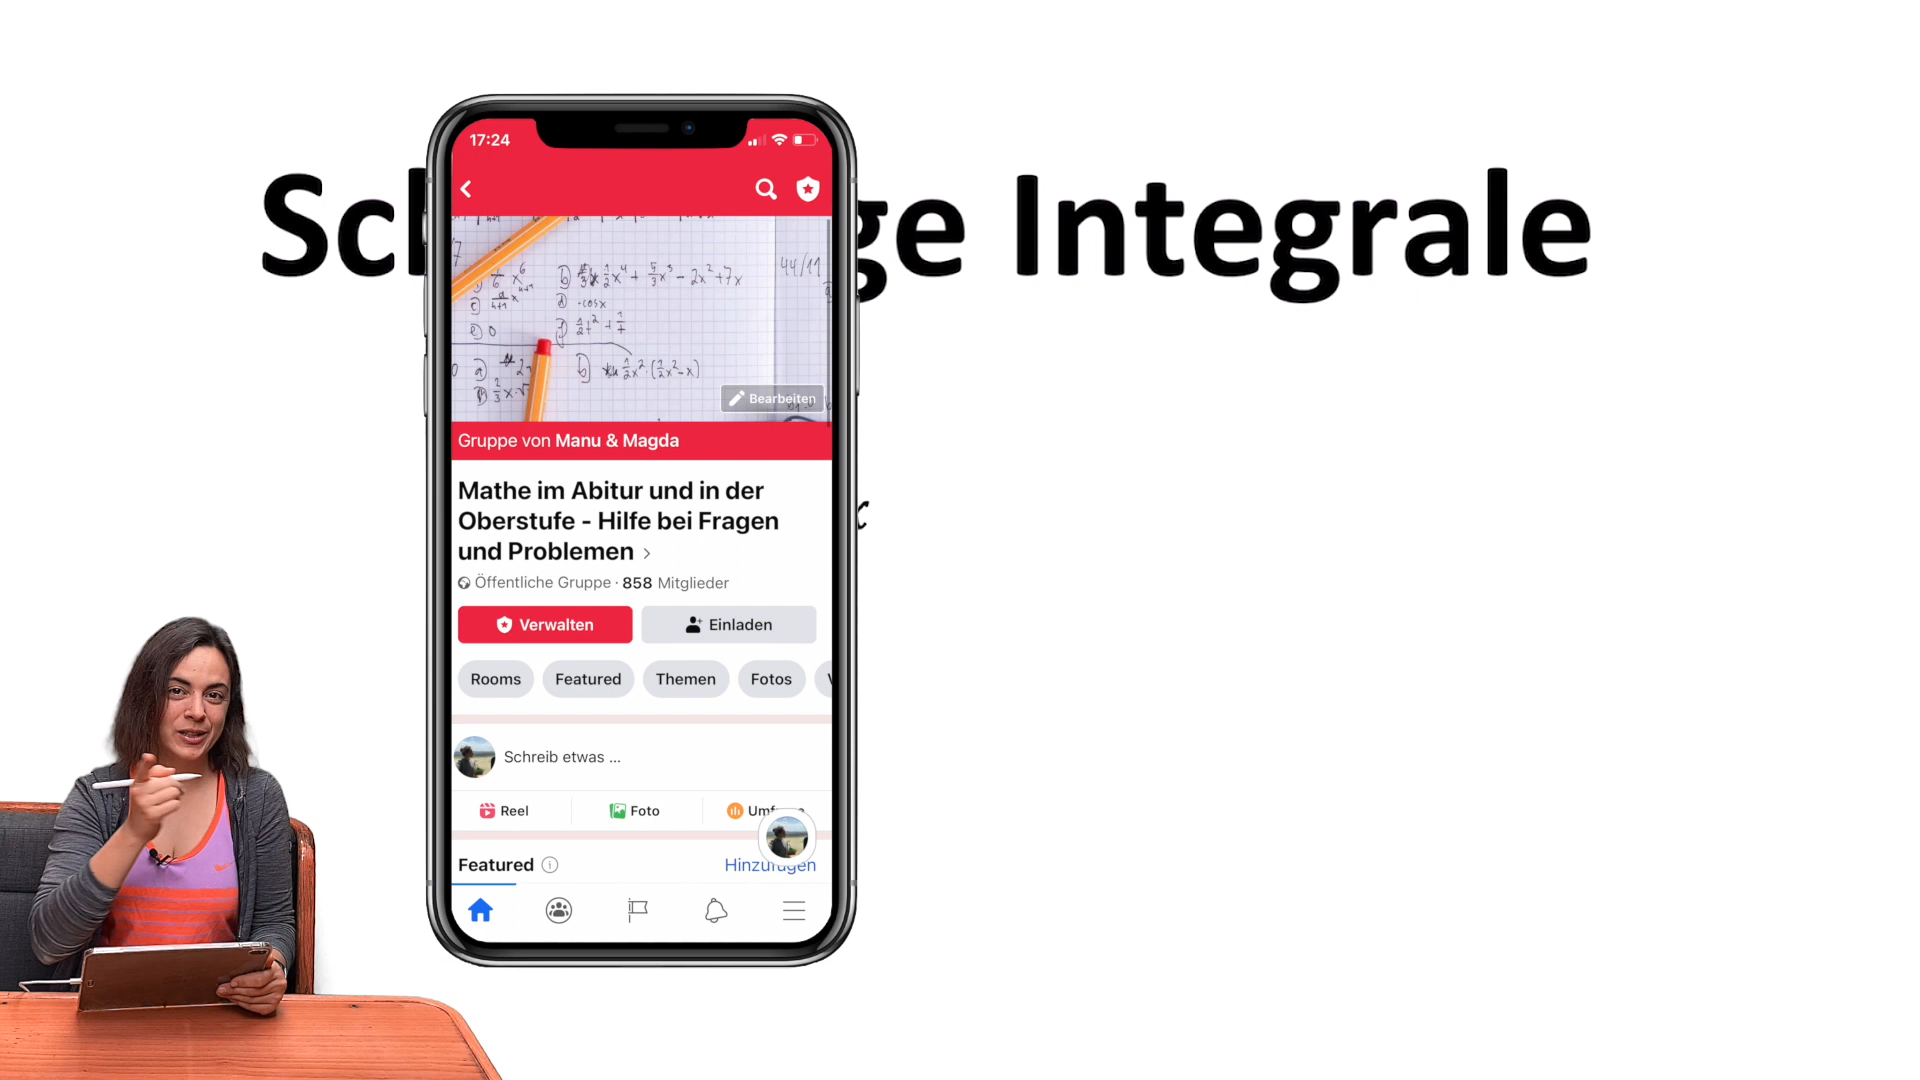 Sc ge Integrale
17:24
Bearbeiten
Gruppe von Manu & Magda
Mathe im Abitur und in der
Oberstufe - Hilfe bei Fragen
und Problemen
Öffentliche Gruppe · 858 Mitglieder
Verwalten Einladen
Rooms Featured Themen Fotos
Schreib etwas ...
Reel Foto
Featured Hinzufügen